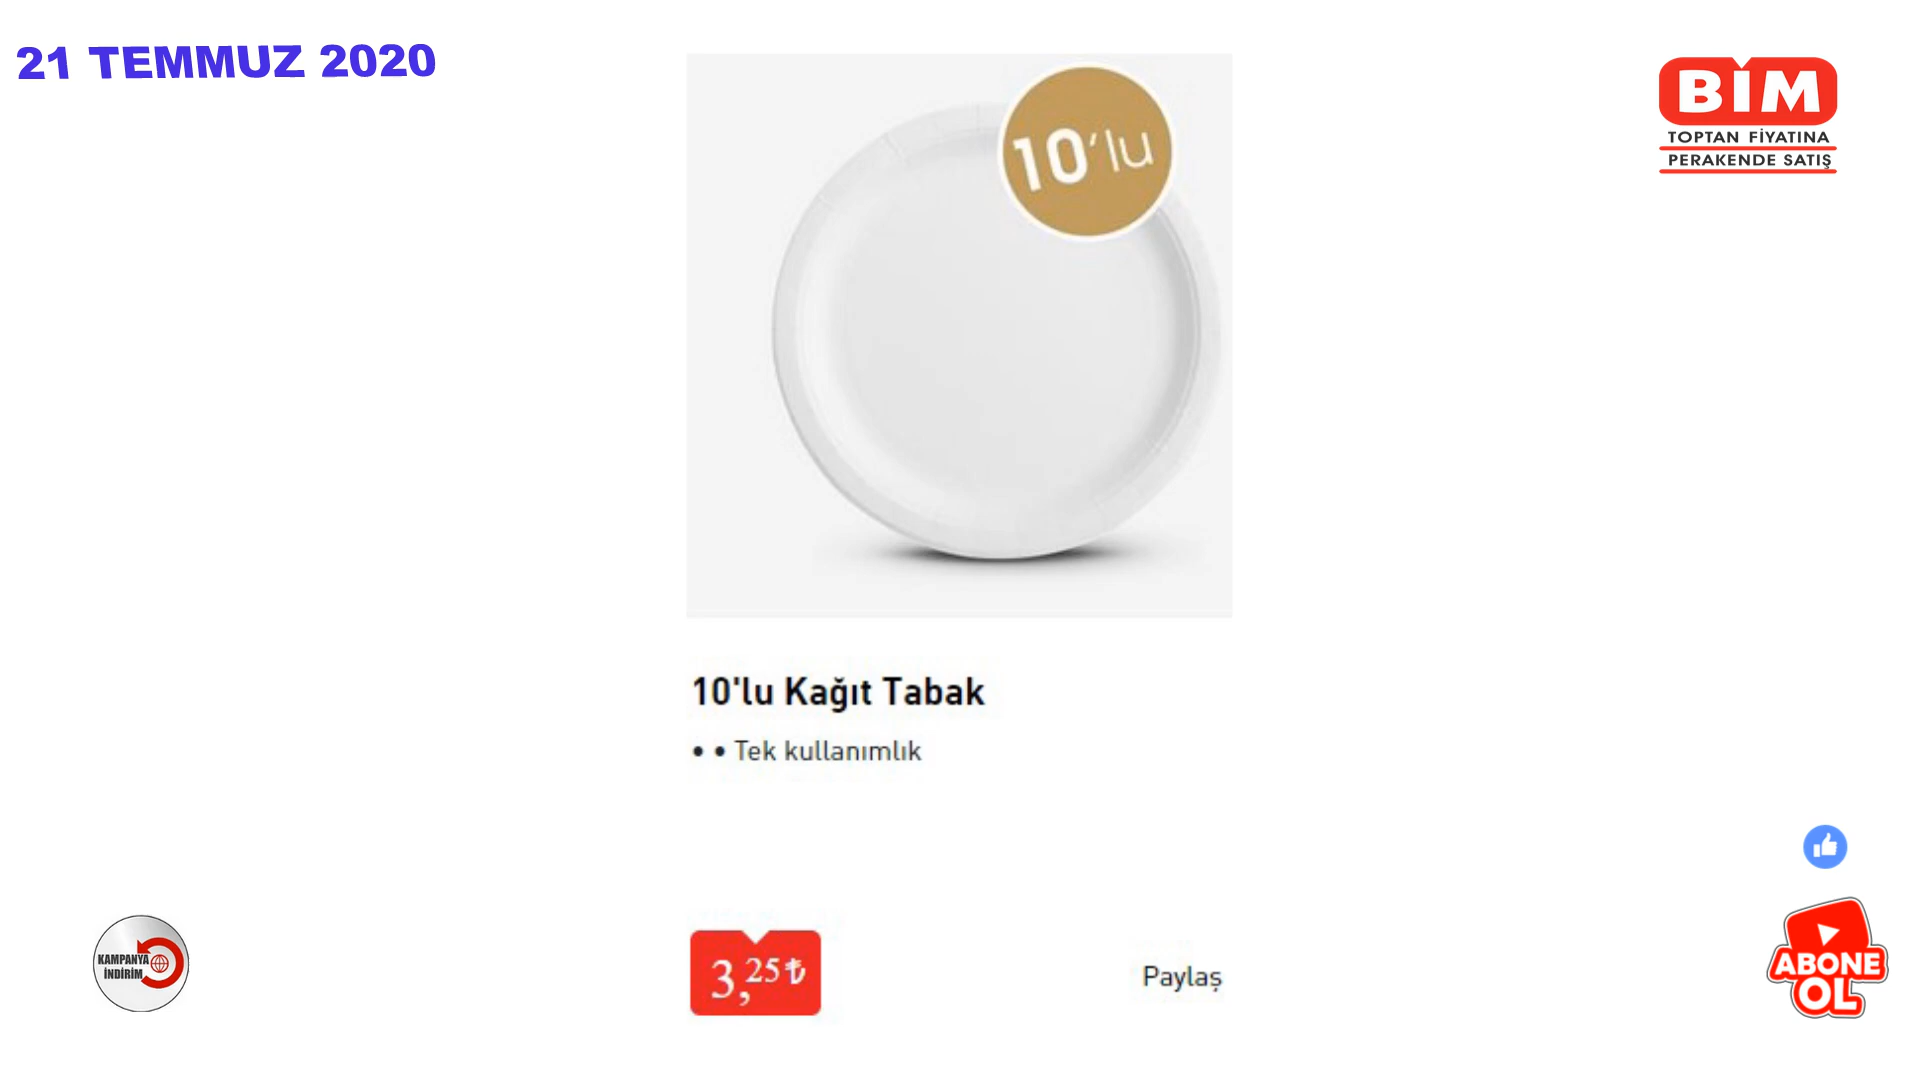 21 TEMMUZ 2020
BİM
TOPTAN FİYATINA
PERAKENDE SATIŞ
10'lu
10'lu Kağıt Tabak
• • Tek kullanımlık
KAMPANYA
İNDİRİM
3,25₺
Paylaş
ABONE
OL